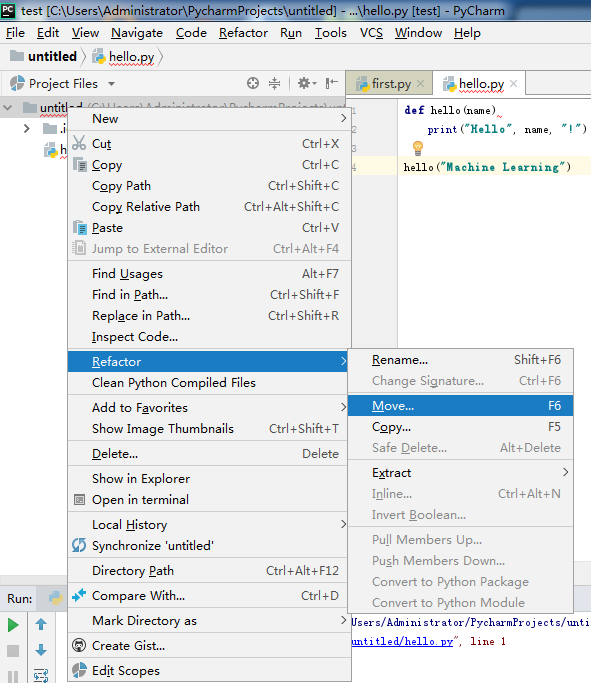 test [C:\Users\Administrator\PycharmProjects\untitled] - ...\hello.py [test] - PyCharm
File Edit View Navigate Code Refactor Run Tools VCS Window Help
untitled hello.py
Project Files first.py hello.py
untitled (C:\Users\Administrator\PycharmProjects\unt
New
Cut Ctrl+X
Copy Ctrl+C
Copy Path Ctrl+Shift+C
Copy Relative Path Ctrl+Alt+Shift+C
Paste Ctrl+V
Jump to External Editor Ctrl+Alt+F4
Find Usages Alt+F7
Find in Path... Ctrl+Shift+F
Replace in Path... Ctrl+Shift+R
Inspect Code...
Refactor
Clean Python Compiled Files
Add to Favorites
Show Image Thumbnails Ctrl+Shift+T
Delete... Delete
Show in Explorer
Open in terminal
Local History
Synchronize 'untitled'
Directory Path Ctrl+Alt+F12
Compare With... Ctrl+D
Mark Directory as
Create Gist...
Edit Scopes
1 def hello(name)
2 print("Hello", name, "!")
3
4 hello("Machine Learning")
Rename... Shift+F6
Change Signature... Ctrl+F6
Move... F6
Copy... F5
Safe Delete... Alt+Delete
Extract
Inline... Ctrl+Alt+N
Invert Boolean...
Pull Members Up...
Push Members Down...
Convert to Python Package
Convert to Python Module
Run:
Users/Administrator/PycharmProjects/unti
untitled/hello.py", line 1